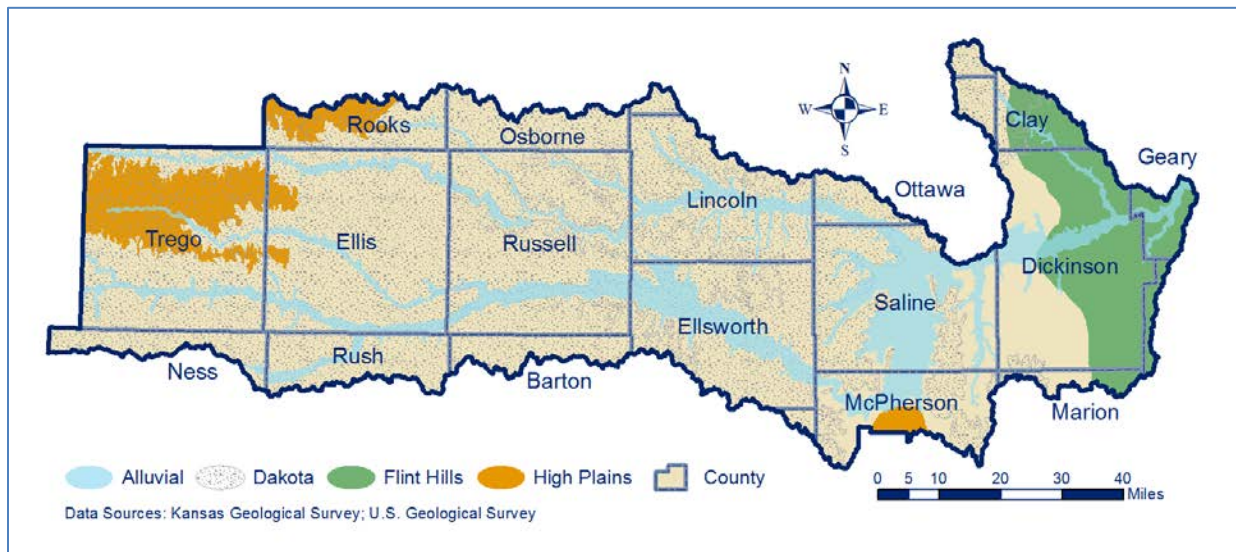 N
W E
S
Rooks
Osborne
Clay
Geary
Lincoln
Ottawa
Trego
Ellis
Russell
Dickinson
Saline
Ellsworth
Ness
Rush
Barton
McPherson
Marion
Alluvial Dakota Flint Hills High Plains County
0 5 10 20 30 40
Miles
Data Sources: Kansas Geological Survey; U.S. Geological Survey